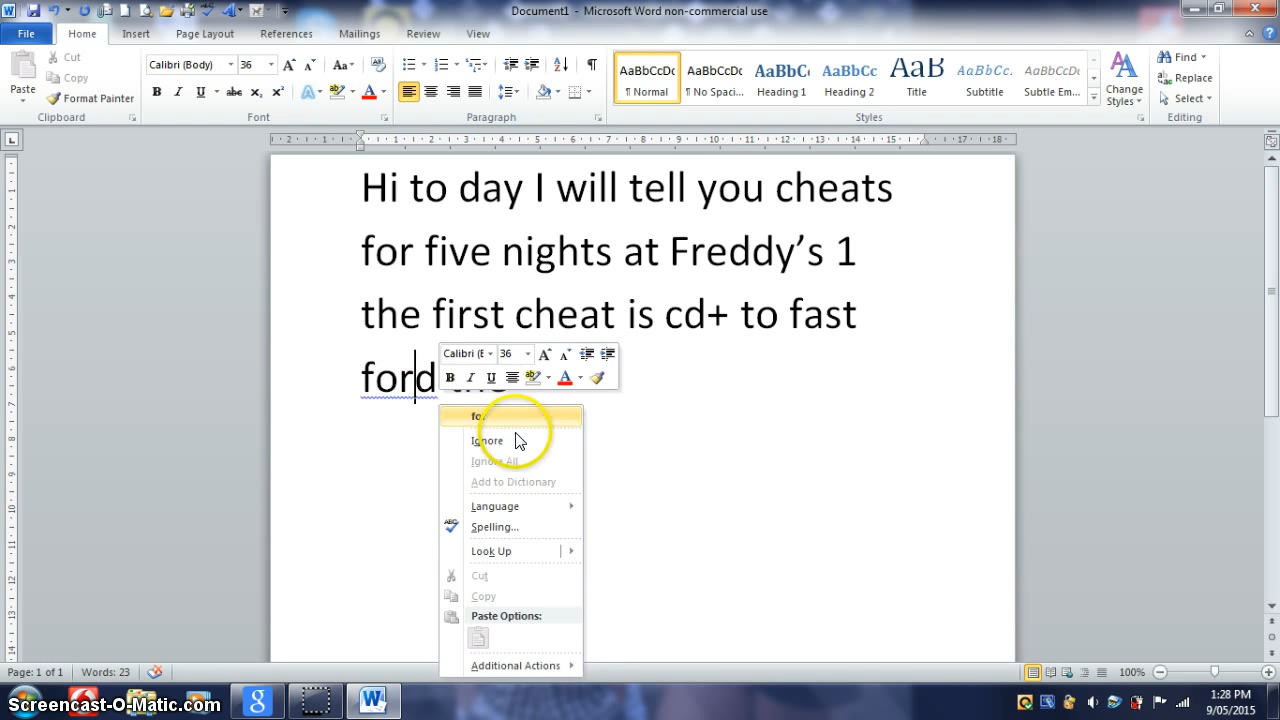 Document1 - Microsoft Word non-commercial use
File Home Insert Page Layout References Mailings Review View
Paste
Cut
Copy
Format Painter
Clipboard
Calibri (Body) 36
Font
Paragraph
AaBbCcDc AaBbCcDc AaBbCc AaBbCc AaB AaBbCcDc AaBbCcDc
¶ Normal ¶ No Spaci... Heading 1 Heading 2 Title Subtitle Subtle Em...
Styles
Change Styles
Find
Replace
Select
Editing
Hi to day I will tell you cheats
for five nights at Freddy’s 1
the first cheat is cd+ to fast
ford the
Calibri (E 36
Ignore
Ignore All
Add to Dictionary
Language
Spelling...
Look Up
Cut
Copy
Paste Options:
Additional Actions
Page: 1 of 1 Words: 23 100%
Screencast-O-Matic.com
1:28 PM
9/05/2015